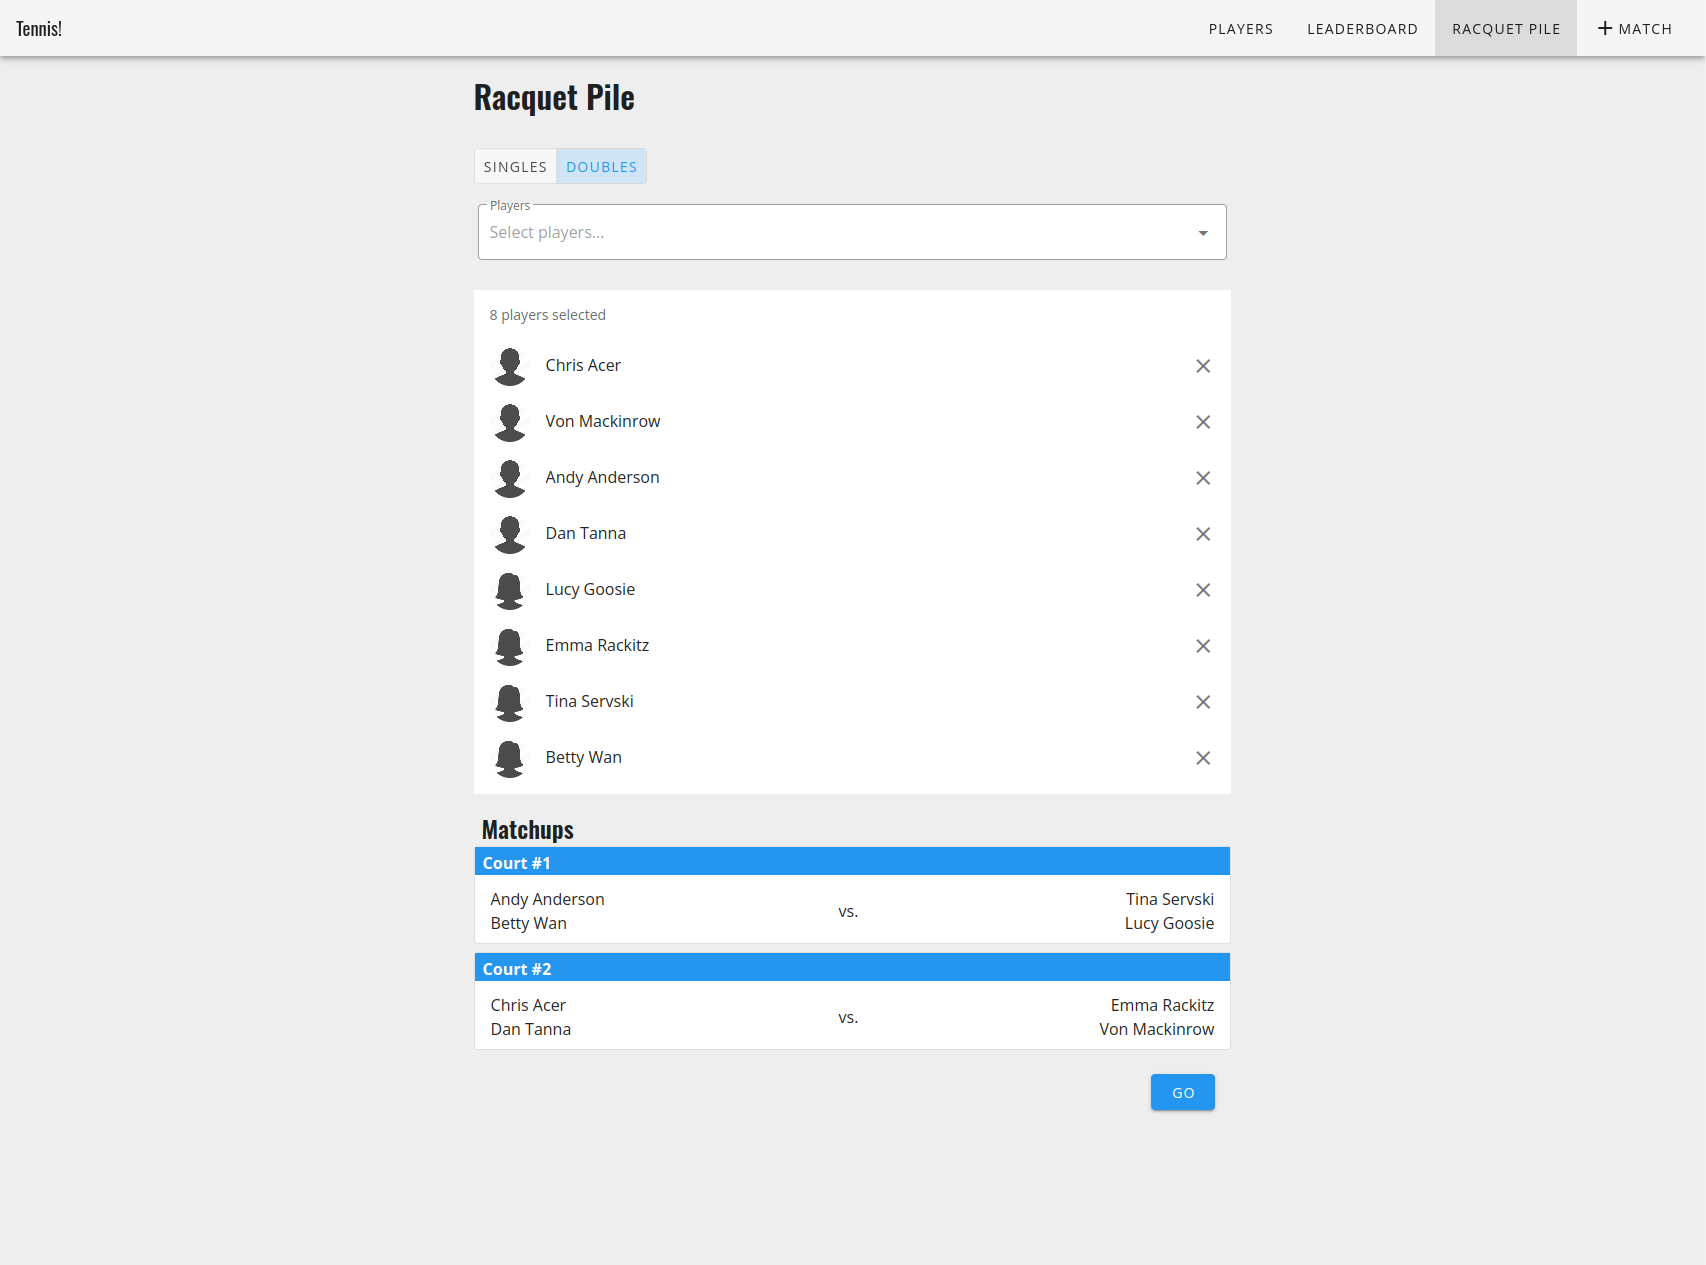 Tennis!
PLAYERS
LEADERBOARD
RACQUET PILE
+ MATCH
Racquet Pile
SINGLES
DOUBLES
Players
Select players...
8 players selected
Chris Acer
Von Mackinrow
Andy Anderson
Dan Tanna
Lucy Goosie
Emma Rackitz
Tina Servski
Betty Wan
Matchups
Court #1
Andy Anderson
Betty Wan
vs.
Tina Servski
Lucy Goosie
Court #2
Chris Acer
Dan Tanna
vs.
Emma Rackitz
Von Mackinrow
GO